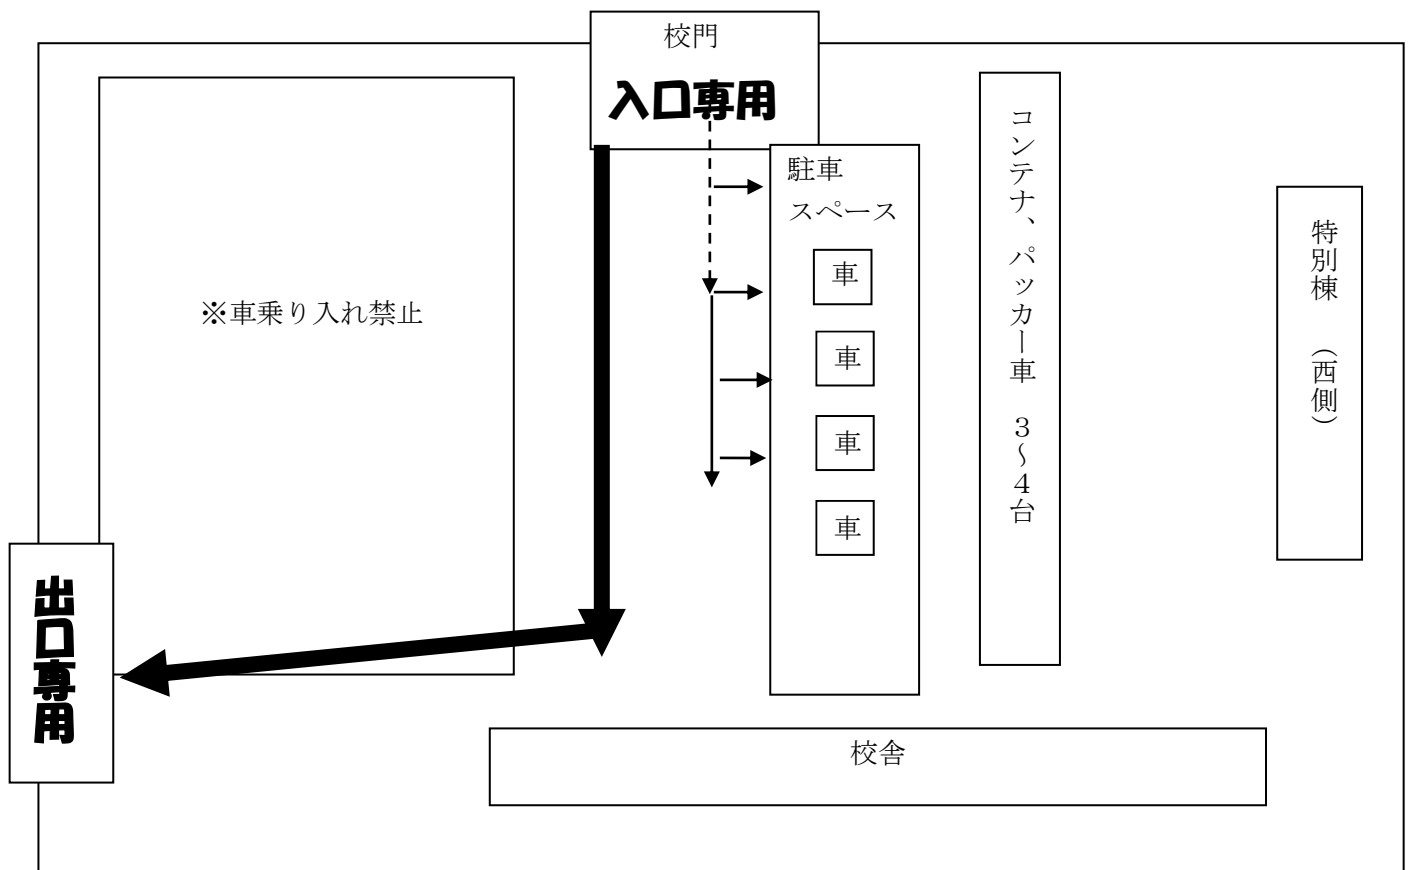 校門
入口専用
駐車
スペース
車
車
車
車
コンテナ、パッカー車　３～４台
特別棟　（西側）
※車乗り入れ禁止
出口専用
校舎